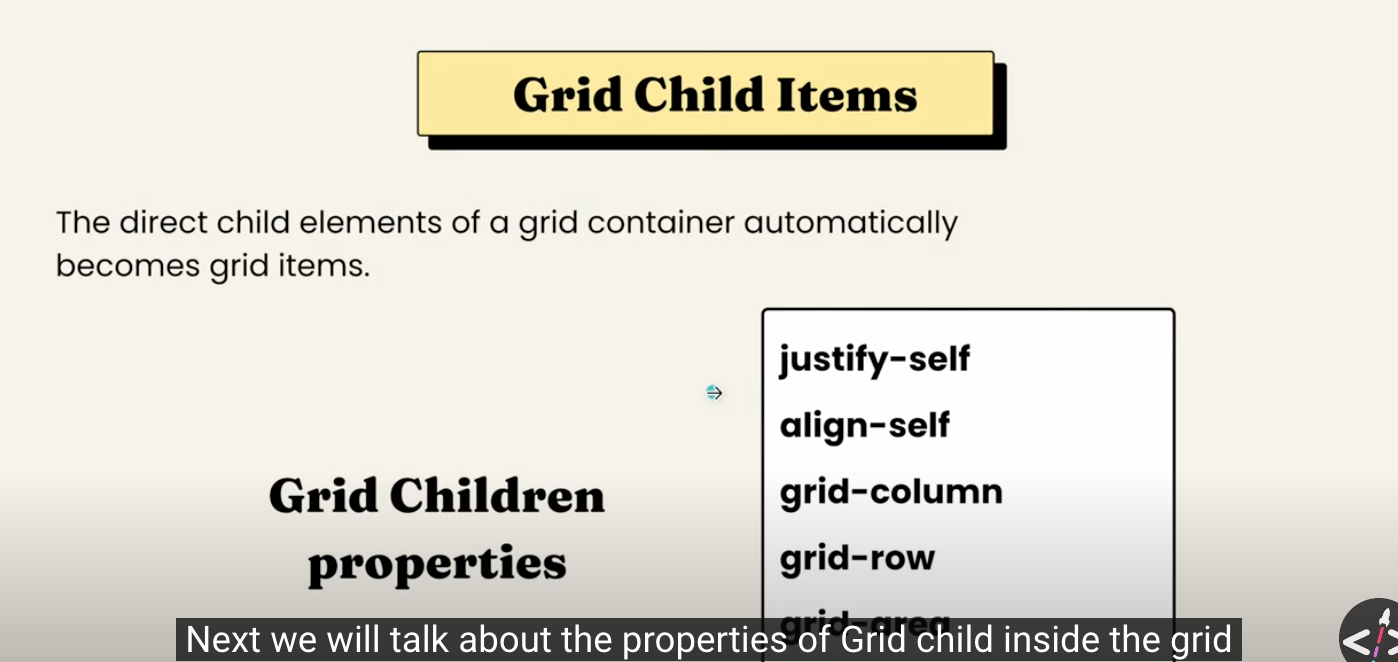 Grid Child Items
The direct child elements of a grid container automatically
becomes grid items.
justify-self
align-self
grid-column
Grid Children
properties
grid-row
grid-area
Next we will talk about the properties of Grid child inside the grid